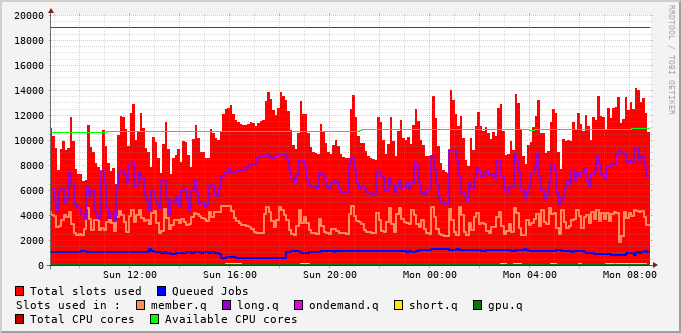 20000
18000
16000
14000
12000
10000
8000
6000
4000
2000
0
Sun 12:00 Sun 16:00 Sun 20:00 Mon 00:00 Mon 04:00 Mon 08:00
RRDTOOL / TOBI OETIKER
Total slots used Queued Jobs
Slots used in : member.q long.q ondemand.q short.q gpu.q
Total CPU cores Available CPU cores